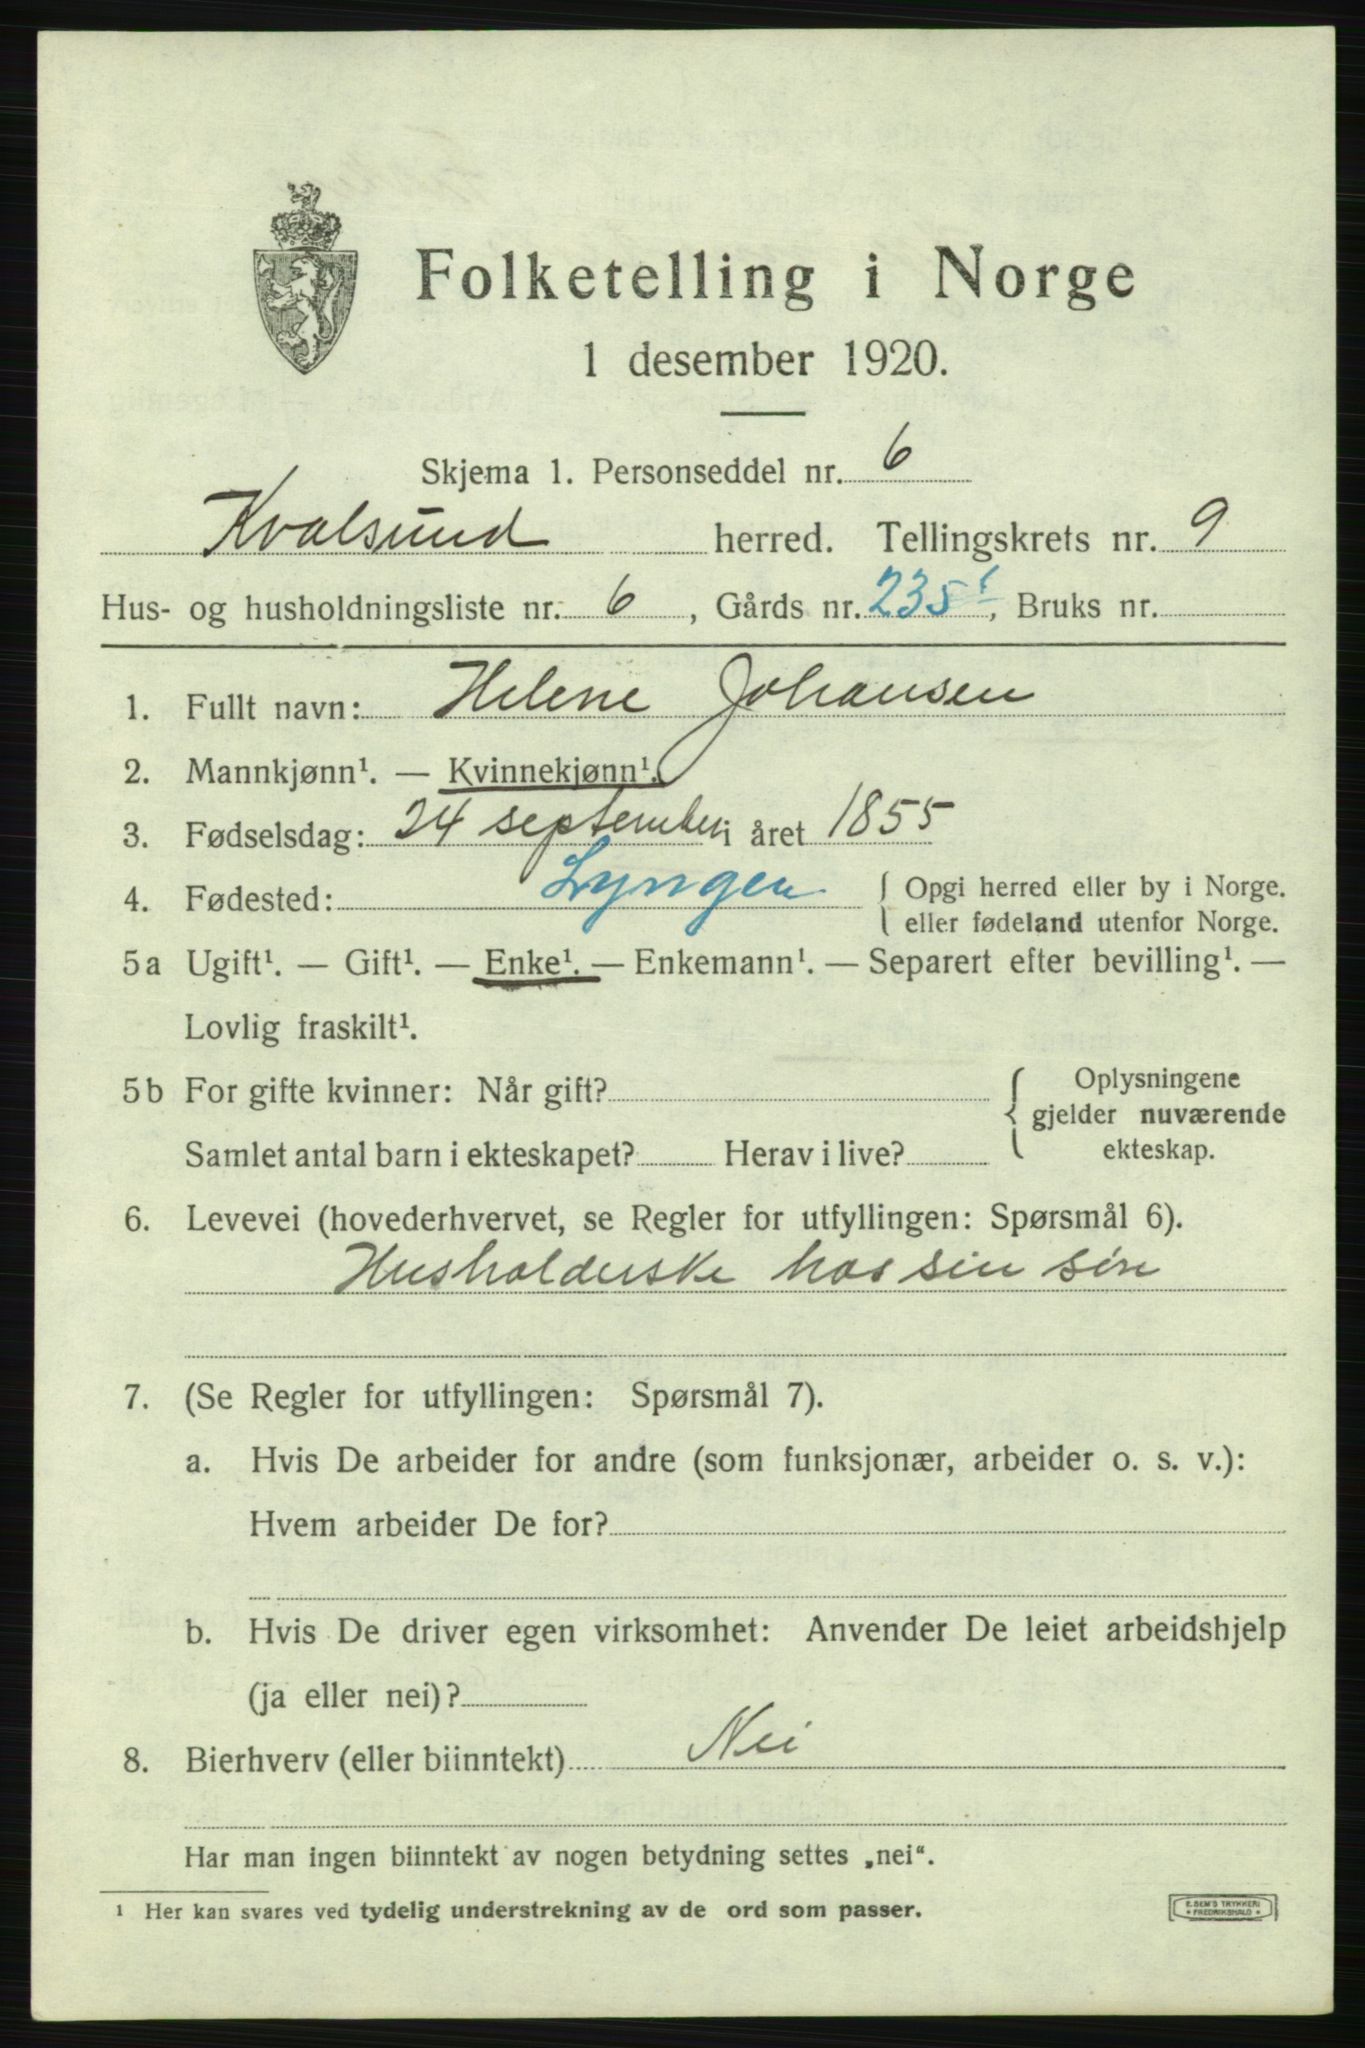 Folketelling i Norge
1 desember 1920.
Skjema 1. Personseddel nr. 6
Kvalsund herred. Tellingskrets nr. 9
Hus- og husholdningsliste nr. 6, Gårds nr. 235¹, Bruks nr.
1. Fullt navn: Helene Johansen
2. Mannkjønn¹. — Kvinnekjønn¹.
3. Fødselsdag: 24 september i året 1855
4. Fødested: Lyngen { Opgi herred eller by i Norge.
eller fødeland utenfor Norge.
5a Ugift¹. — Gift¹. — Enke¹. — Enkemann¹. — Separert efter bevilling¹. —
Lovlig fraskilt¹.
5b For gifte kvinner: Når gift? { Oplysningene
gjelder nuværende
Samlet antal barn i ekteskapet? Herav i live? ekteskap.
6. Levevei (hovederhvervet, se Regler for utfyllingen: Spørsmål 6).
Husholderske hos sin søn
7. (Se Regler for utfyllingen: Spørsmål 7).
a. Hvis De arbeider for andre (som funksjonær, arbeider o. s. v.):
Hvem arbeider De for?
b. Hvis De driver egen virksomhet: Anvender De leiet arbeidshjelp
(ja eller nei)?
8. Bierhverv (eller biinntekt) Nei
Har man ingen biinntekt av nogen betydning settes „nei“.
¹ Her kan svares ved tydelig understrekning av de ord som passer.
E. SEM'S TRYKKERI
• FREDRIKSHALD •